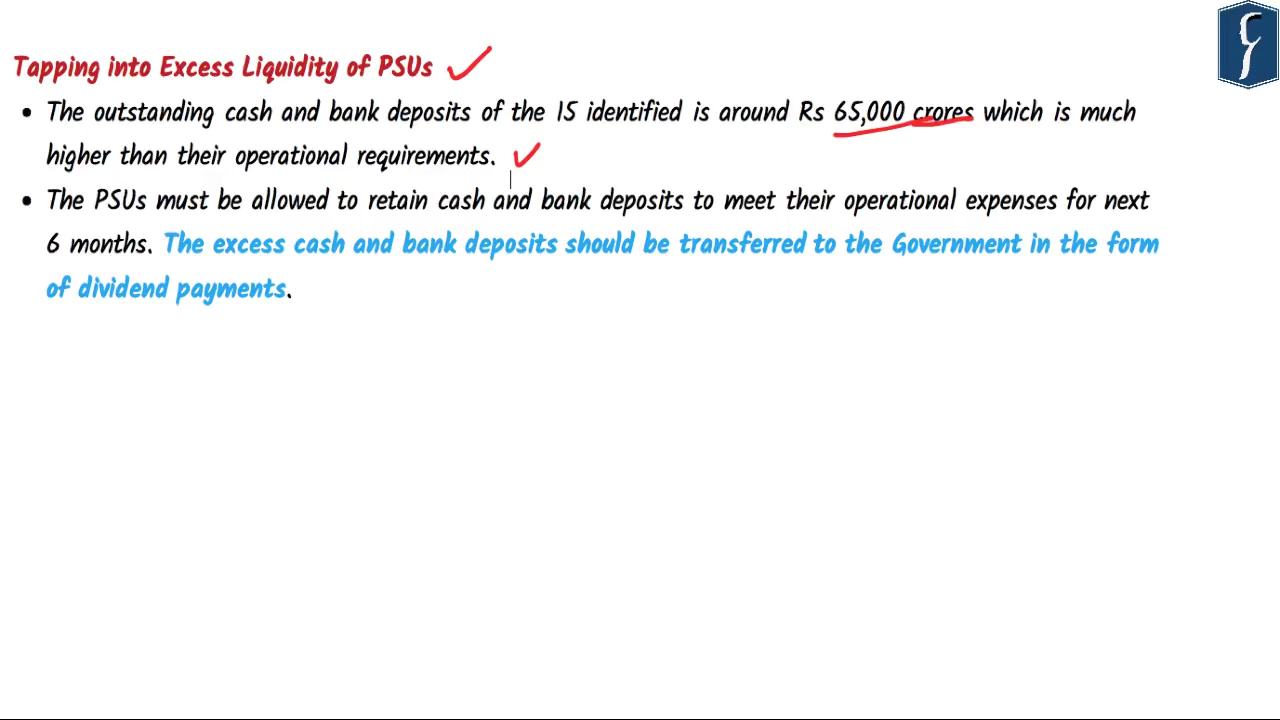 Tapping into Excess Liquidity of PSUs
• The outstanding cash and bank deposits of the 15 identified is around Rs 65,000 crores which is much
higher than their operational requirements.
• The PSUs must be allowed to retain cash and bank deposits to meet their operational expenses for next
6 months. The excess cash and bank deposits should be transferred to the Government in the form
of dividend payments.